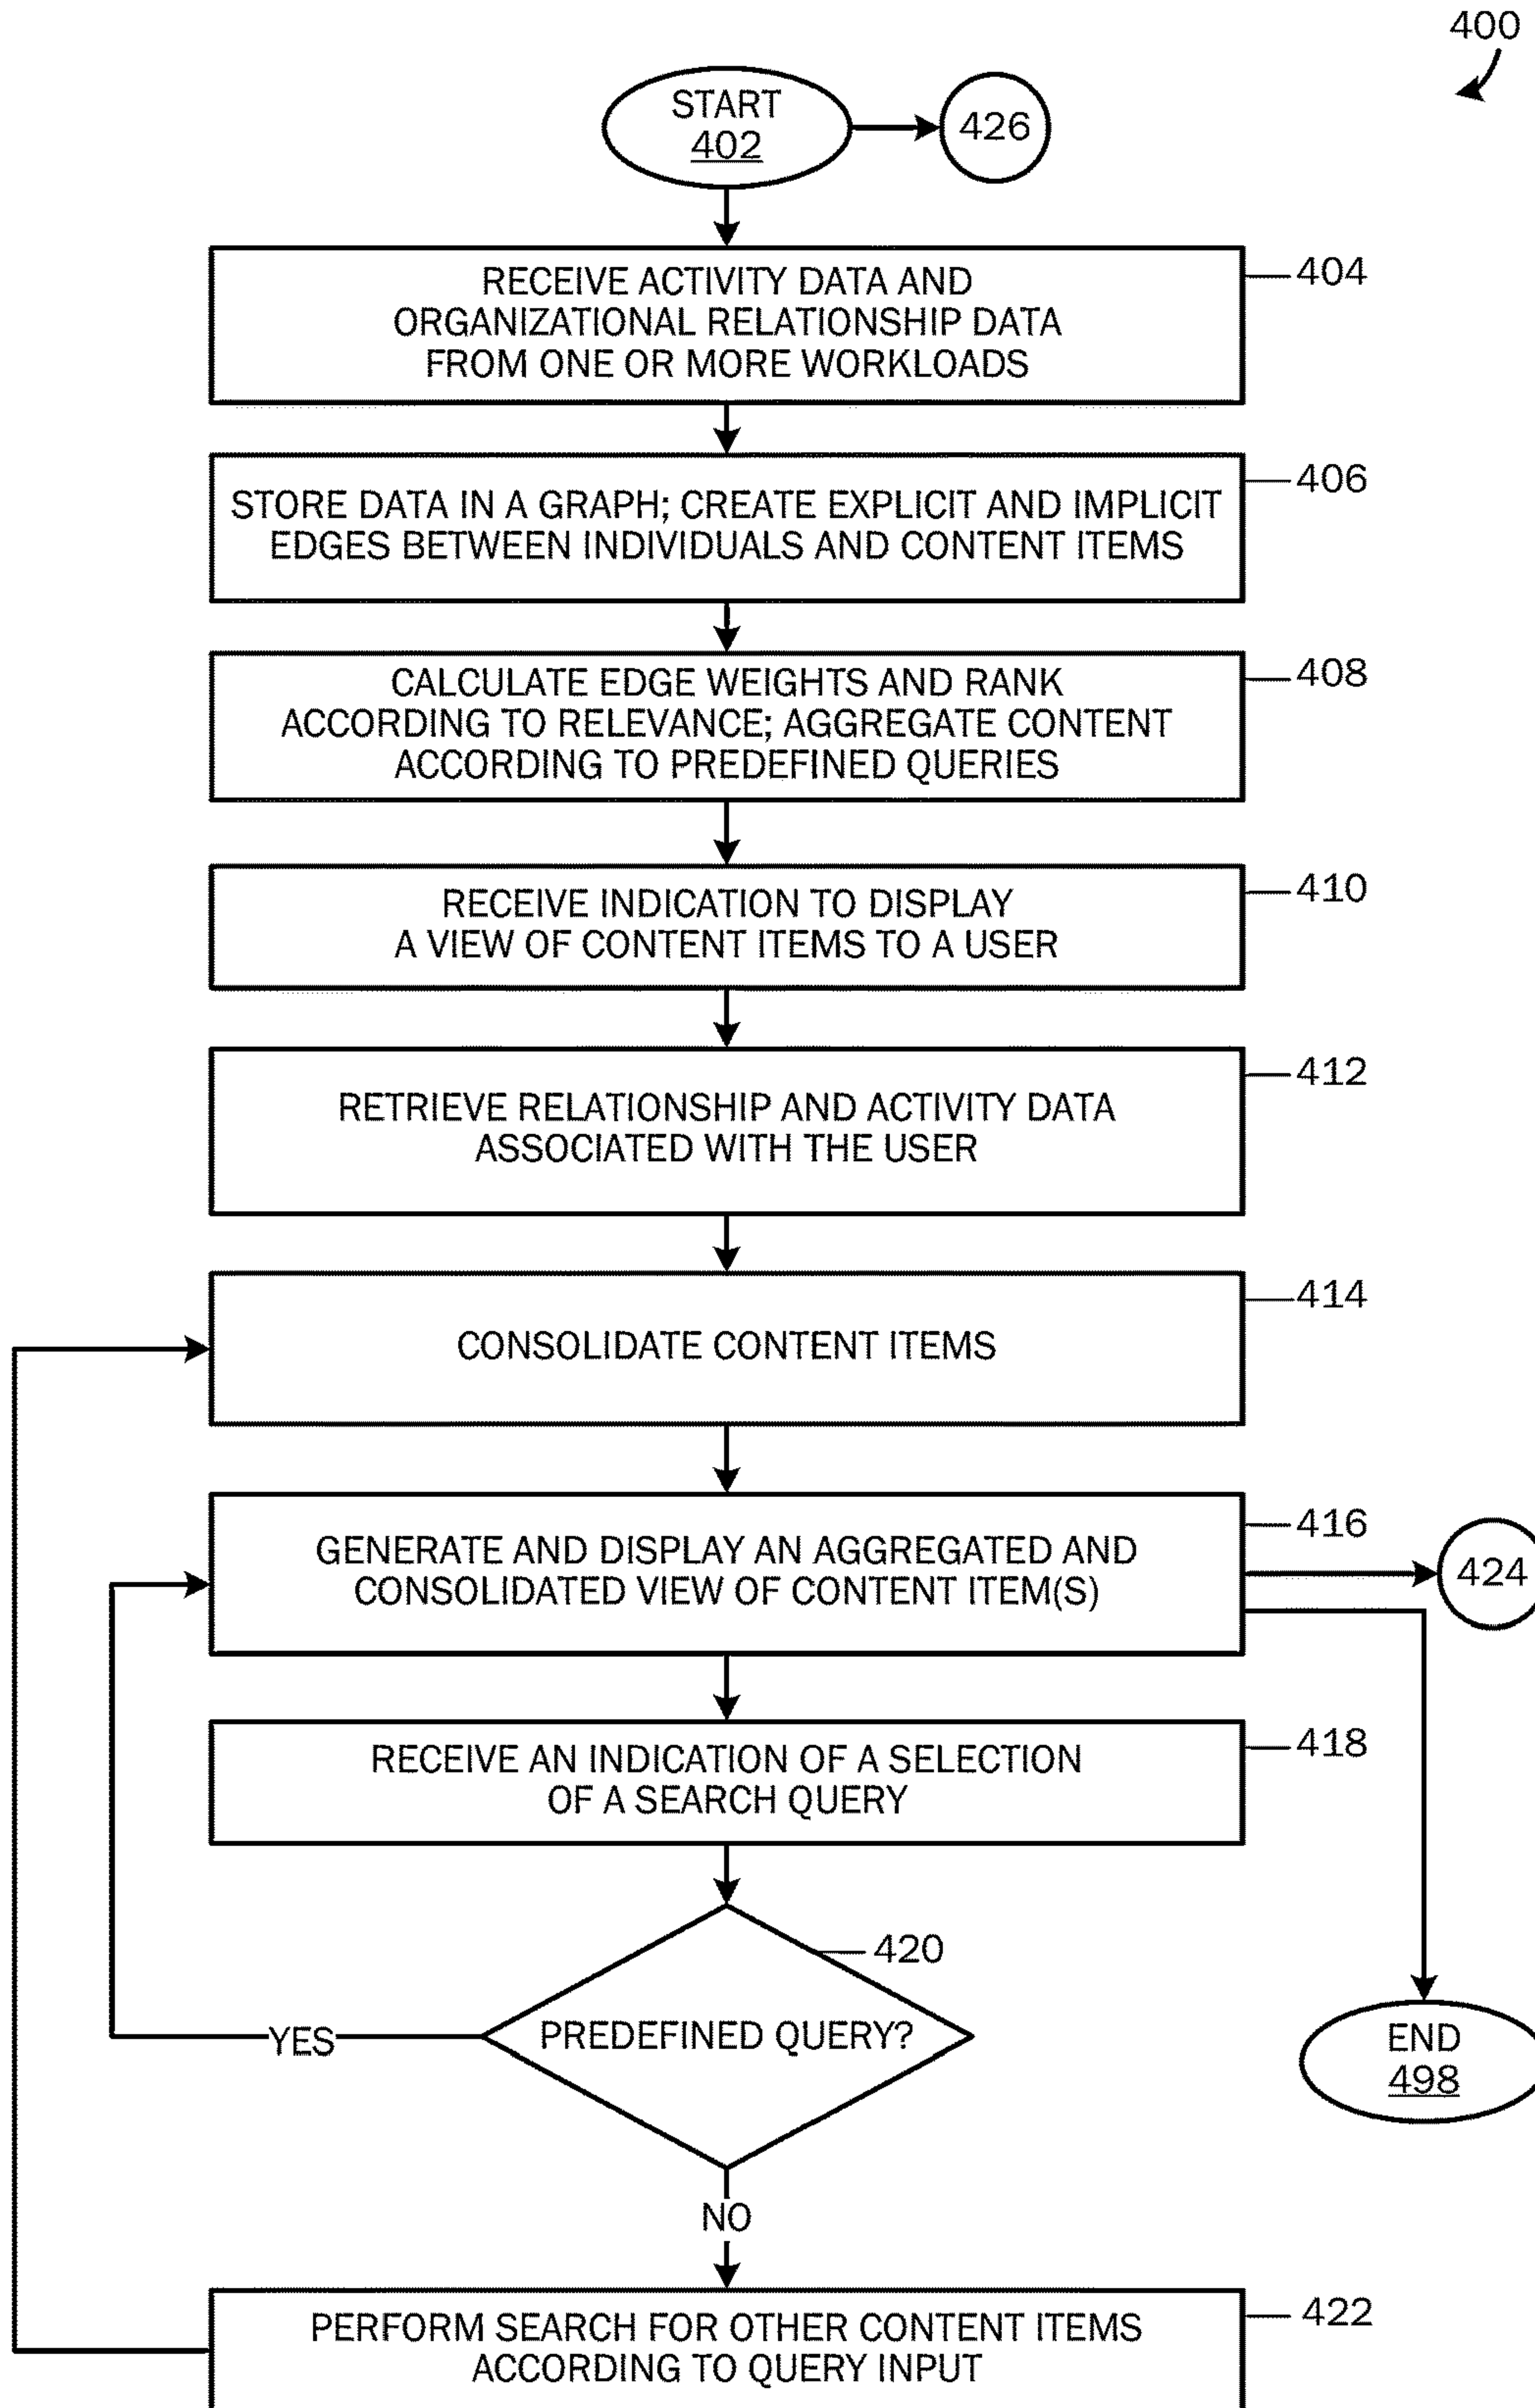 400
START
402
426
RECEIVE ACTIVITY DATA AND
ORGANIZATIONAL RELATIONSHIP DATA
FROM ONE OR MORE WORKLOADS
404
STORE DATA IN A GRAPH; CREATE EXPLICIT AND IMPLICIT
EDGES BETWEEN INDIVIDUALS AND CONTENT ITEMS
406
CALCULATE EDGE WEIGHTS AND RANK
ACCORDING TO RELEVANCE; AGGREGATE CONTENT
ACCORDING TO PREDEFINED QUERIES
408
RECEIVE INDICATION TO DISPLAY
A VIEW OF CONTENT ITEMS TO A USER
410
RETRIEVE RELATIONSHIP AND ACTIVITY DATA
ASSOCIATED WITH THE USER
412
CONSOLIDATE CONTENT ITEMS
414
GENERATE AND DISPLAY AN AGGREGATED AND
CONSOLIDATED VIEW OF CONTENT ITEM(S)
416
424
RECEIVE AN INDICATION OF A SELECTION
OF A SEARCH QUERY
418
420
PREDEFINED QUERY?
YES
END
498
NO
PERFORM SEARCH FOR OTHER CONTENT ITEMS
ACCORDING TO QUERY INPUT
422